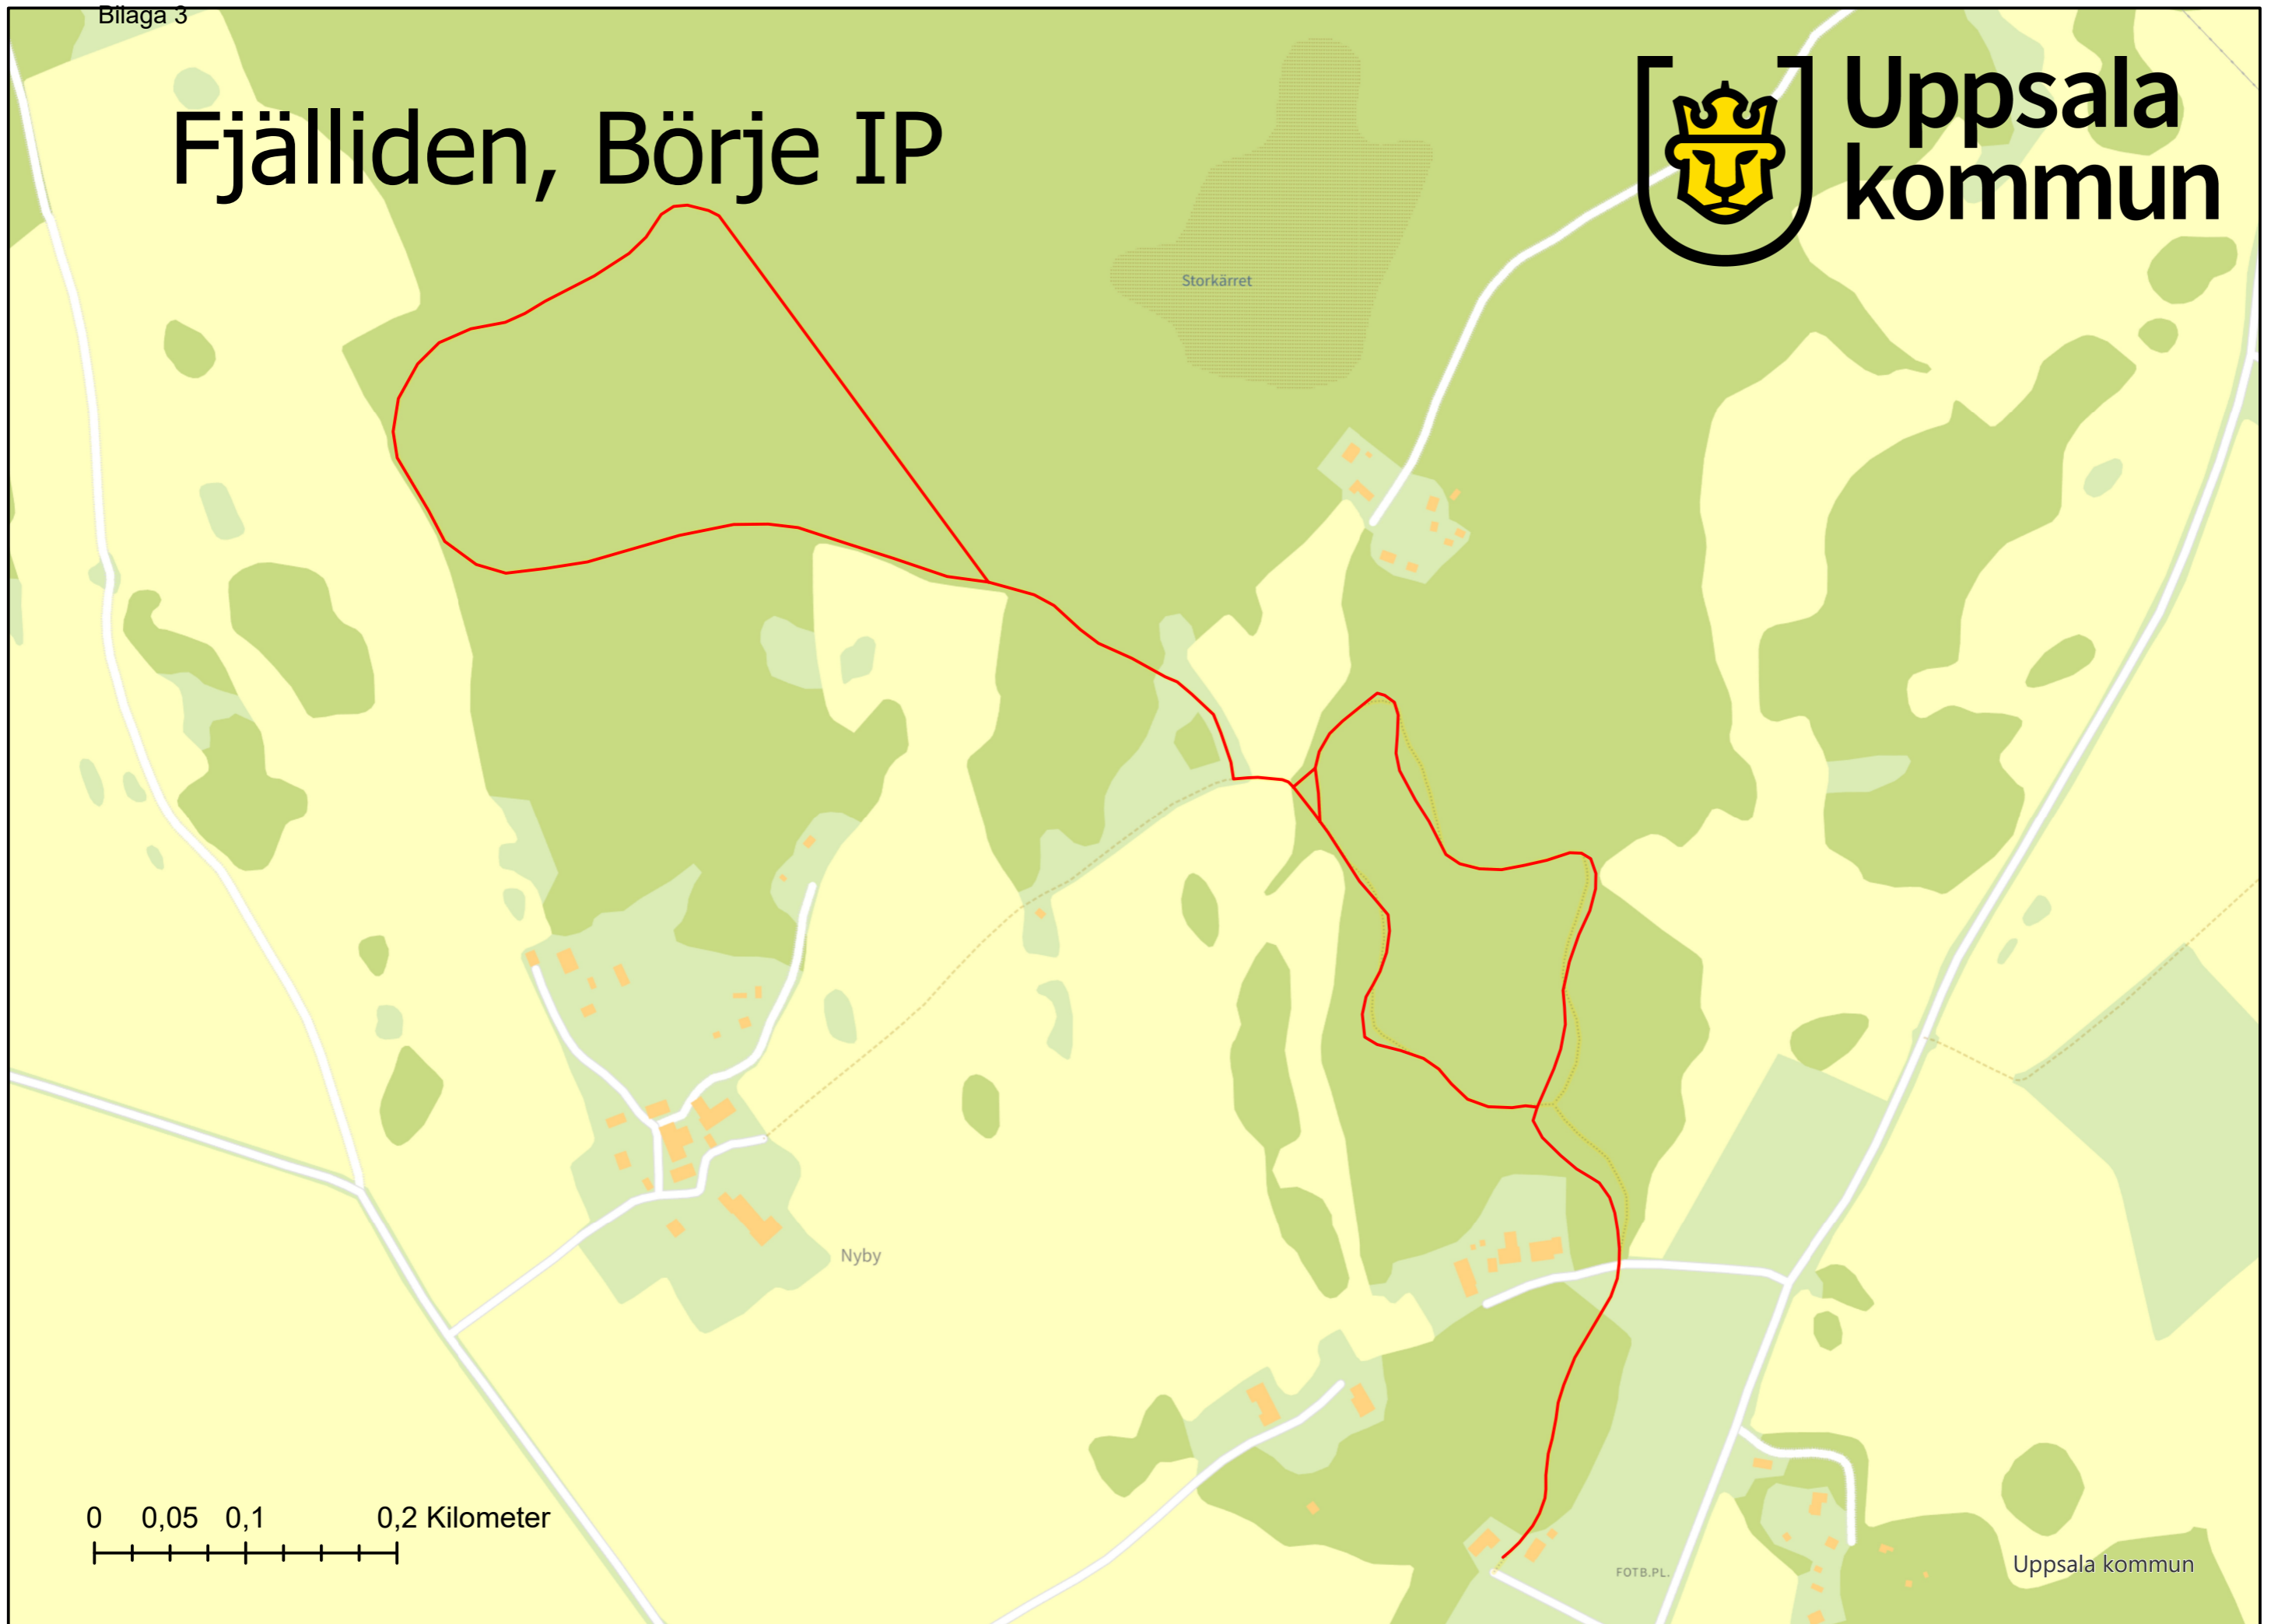 Bilaga 3
Fjälliden, Börje IP
Uppsala
kommun
Storkärret
Nyby
0 0,05 0,1 0,2 Kilometer
FOTB.PL.
Uppsala kommun